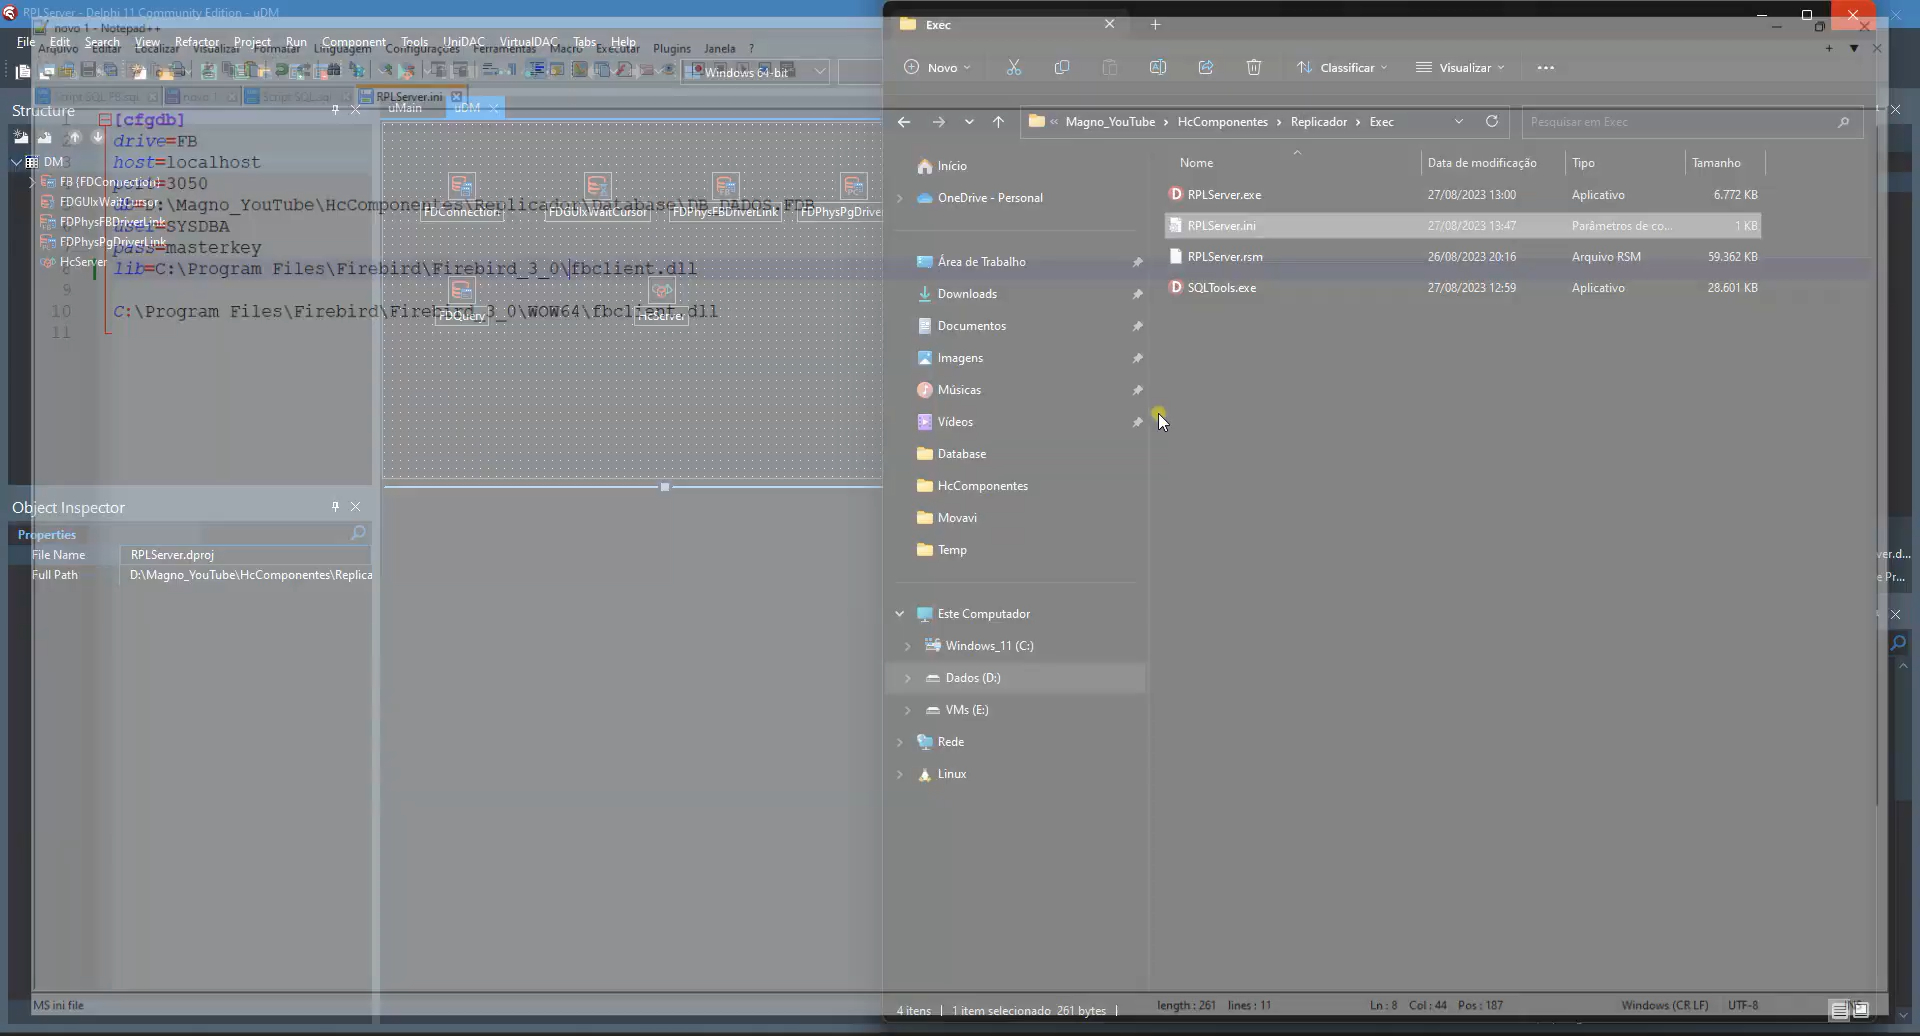 RPLServer - Delphi 11 Community Edition - uDM
novo 1 - Notepad++
File Edit Search View Refactor Project Run Component Tools UniDAC VirtualDAC Tabs Help
Arquivo Editar Localizar Visualizar Formatar Linguagem Configurações Ferramentas Macro Executar Plugins Janela ?
Windows 64-bit
novo 1
RPLServer.ini
Structure
uMain
uDM
DM
FB {FDConnection}
FDGUIxWaitCursor
FDPhysFBDriverLink
FDPhysPgDriverLink
HcServer
[cfgdb]
drive=FB
host=localhost
port=3050
db=D:\Magno_YouTube\HcComponentes\Replicador\Database\DB_DADOS.FDB
user=SYSDBA
pass=masterkey
8 lib=C:\Program Files\Firebird\Firebird_3_0\fbclient.dll
9
10 C:\Program Files\Firebird\Firebird_3_0\WOW64\fbclient.dll
11
FDConnection
FDGUIxWaitCursor
FDPhysFBDriverLink
FDPhysPgDrive
FDQuery
HcServer
Object Inspector
Properties
File Name RPLServer.dproj
Full Path D:\Magno_YouTube\HcComponentes\Replica
MS ini file
Exec
Novo
Classificar
Visualizar
« Magno_YouTube > HcComponentes > Replicador > Exec
Pesquisar em Exec
Início
OneDrive - Personal
Área de Trabalho
Downloads
Documentos
Imagens
Músicas
Vídeos
Database
HcComponentes
Movavi
Temp
Este Computador
Windows_11 (C:)
Dados (D:)
VMs (E:)
Rede
Linux
Nome Data de modificação Tipo Tamanho
RPLServer.exe 27/08/2023 13:00 Aplicativo 6.772 KB
RPLServer.ini 27/08/2023 13:47 Parâmetros de co... 1 KB
RPLServer.rsm 26/08/2023 20:16 Arquivo RSM 59.362 KB
SQLTools.exe 27/08/2023 12:59 Aplicativo 28.601 KB
ver.d...
e Pr...
4 itens 1 item selecionado 261 bytes
length : 261 lines : 11 Ln : 8 Col : 44 Pos : 187 Windows (CR LF) UTF-8